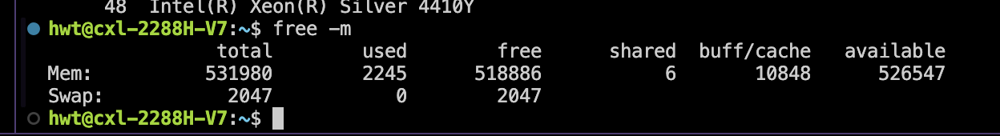 48  Intel(R) Xeon(R) Silver 4410Y
hwt@cxl-2288H-V7:~$ free -m
total used free shared buff/cache available
Mem: 531980 2245 518886 6 10848 526547
Swap: 2047 0 2047
hwt@cxl-2288H-V7:~$